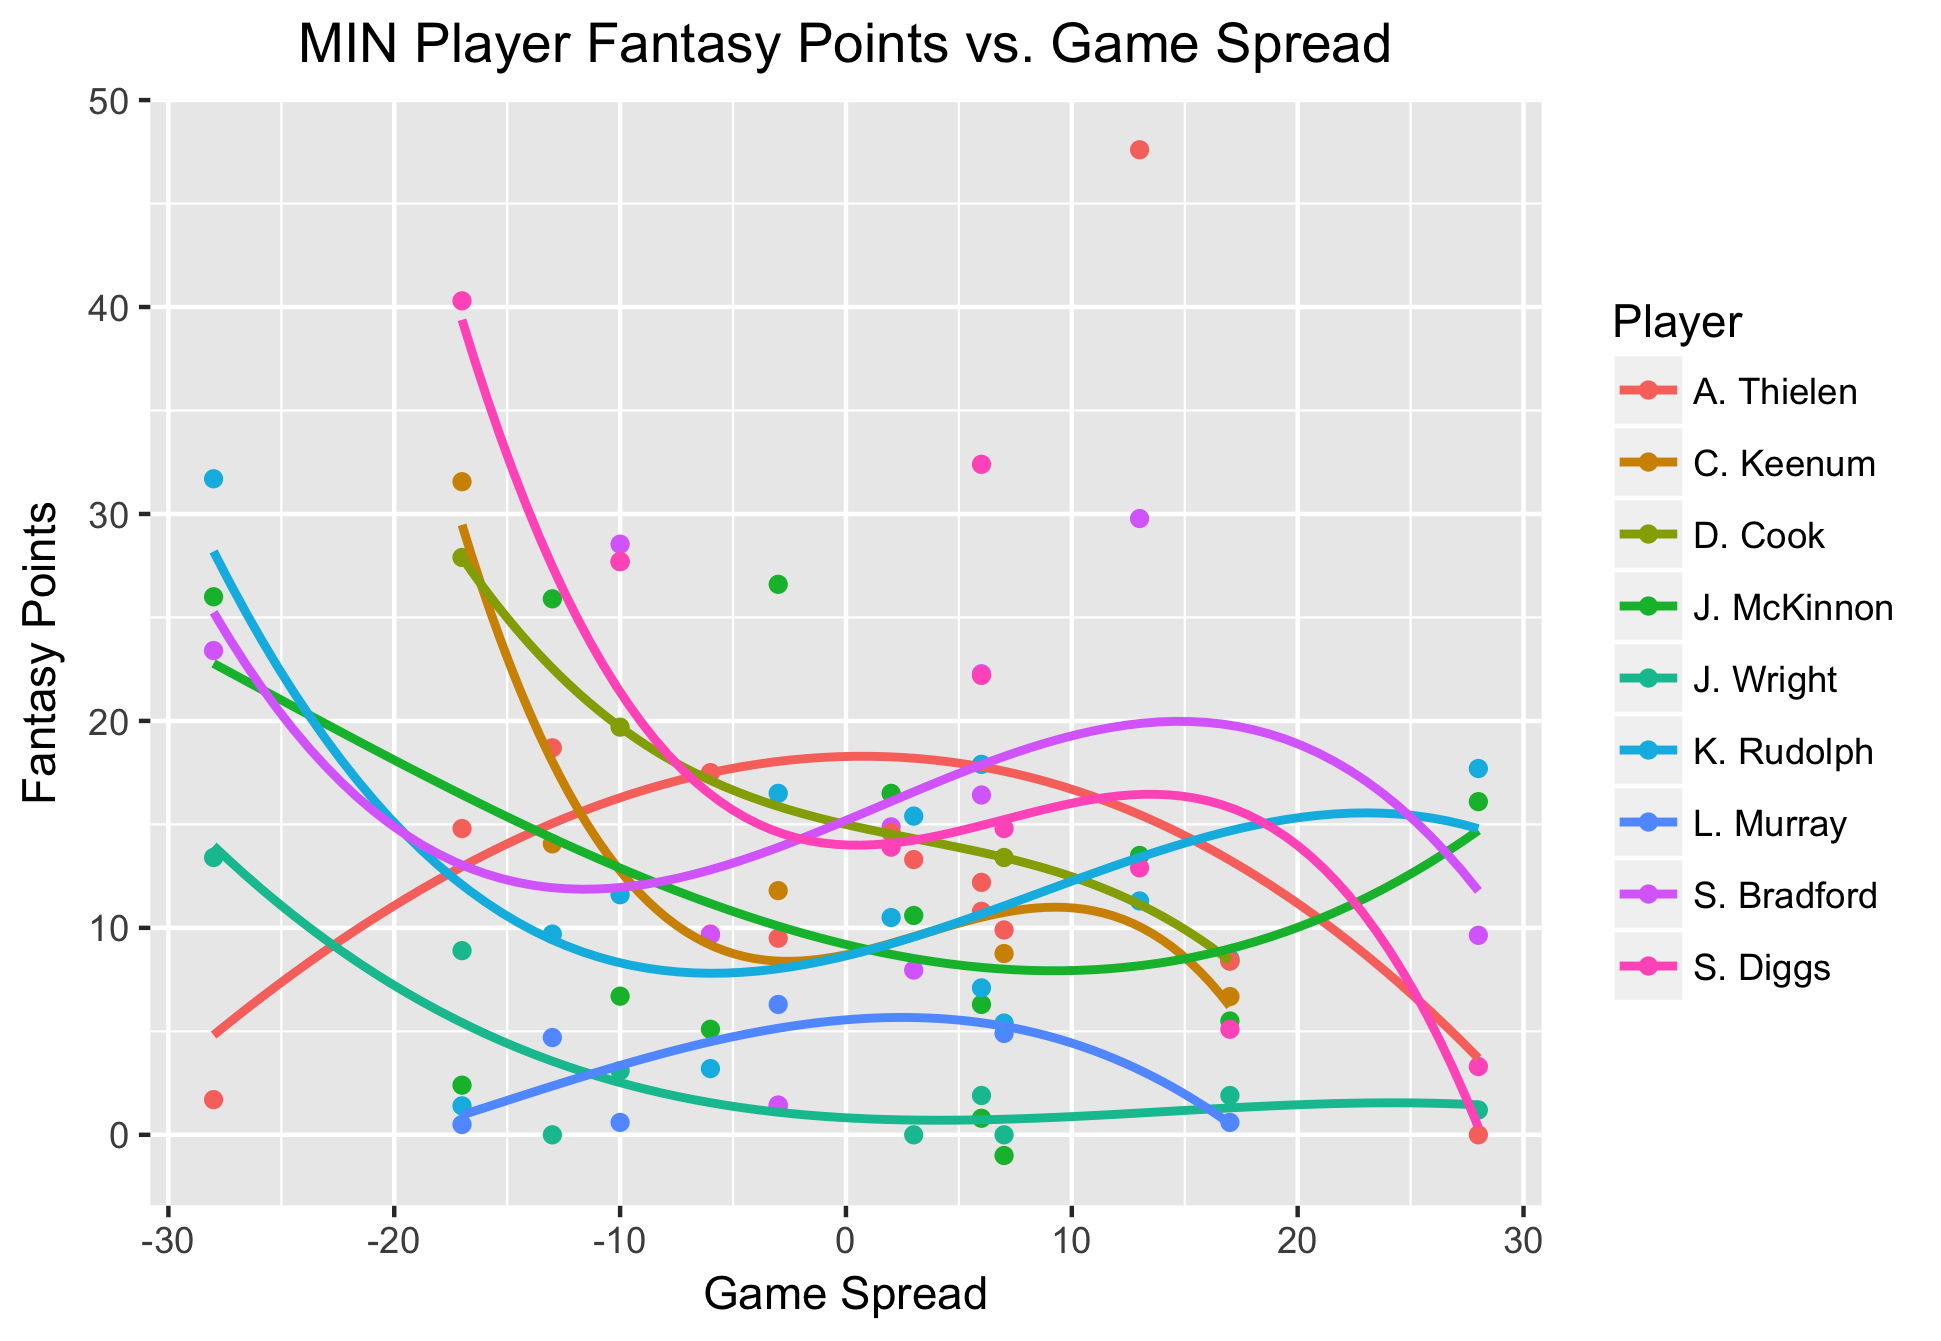 MIN Player Fantasy Points vs. Game Spread
50
40
30
20
10
0
Fantasy Points
-30 -20 -10 0 10 20 30
Game Spread
Player
A. Thielen
C. Keenum
D. Cook
J. McKinnon
J. Wright
K. Rudolph
L. Murray
S. Bradford
S. Diggs